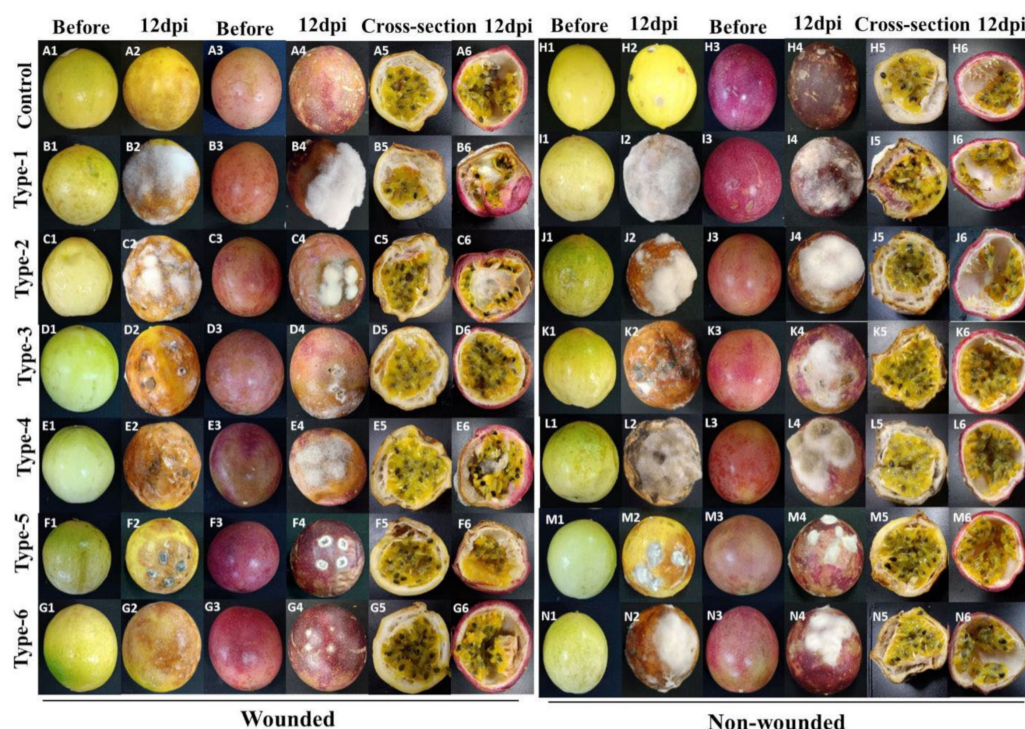 Before 12dpi Before 12dpi Cross-section 12dpi Before 12dpi Before 12dpi Cross-section 12dpi
Control A1 A2 A3 A4 A5 A6 H1 H2 H3 H4 H5 H6
Type-1 B1 B2 B3 B4 B5 B6 I1 I2 I3 I4 I5 I6
Type-2 C1 C2 C3 C4 C5 C6 J1 J2 J3 J4 J5 J6
Type-3 D1 D2 D3 D4 D5 D6 K1 K2 K3 K4 K5 K6
Type-4 E1 E2 E3 E4 E5 E6 L1 L2 L3 L4 L5 L6
Type-5 F1 F2 F3 F4 F5 F6 M1 M2 M3 M4 M5 M6
Type-6 G1 G2 G3 G4 G5 G6 N1 N2 N3 N4 N5 N6
Wounded Non-wounded